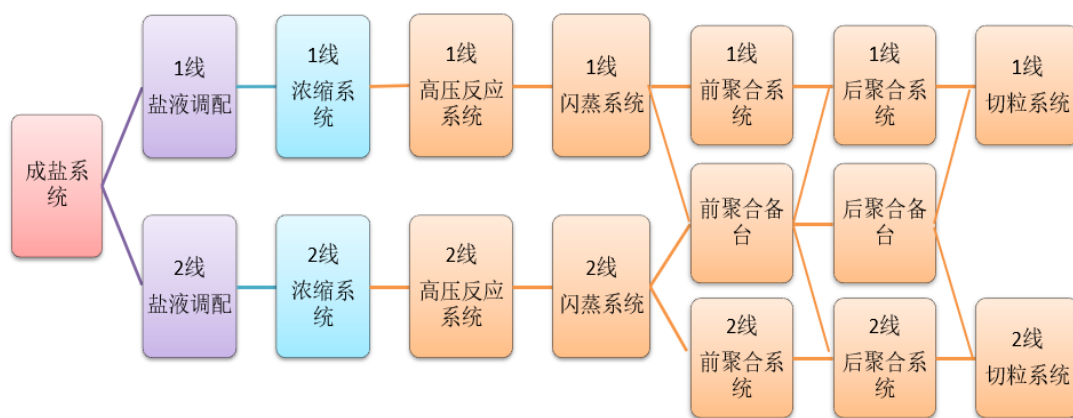 成盐系
统
1线
盐液调配
1线
浓缩系
统
1线
高压反应
系统
1线
闪蒸系统
1线
前聚合系
统
1线
后聚合系
统
1线
切粒系统
前聚合备
台
后聚合备
台
2线
盐液调配
2线
浓缩系
统
2线
高压反应
系统
2线
闪蒸系统
2线
前聚合系
统
2线
后聚合系
统
2线
切粒系统